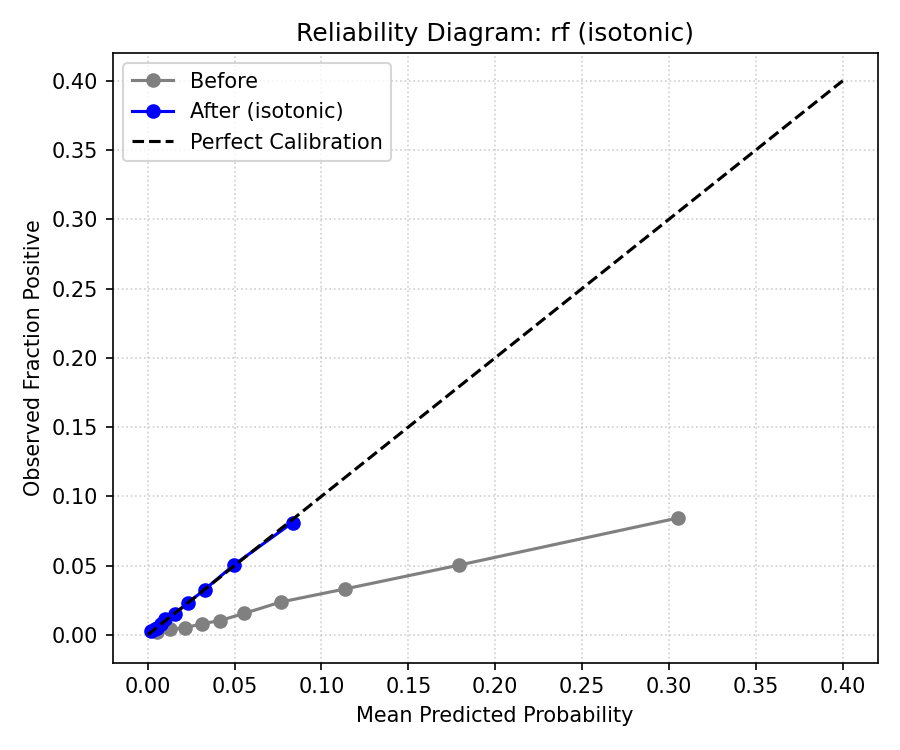 Reliability Diagram: rf (isotonic)
Before
After (isotonic)
Perfect Calibration
Observed Fraction Positive
0.40
0.35
0.30
0.25
0.20
0.15
0.10
0.05
0.00
0.00 0.05 0.10 0.15 0.20 0.25 0.30 0.35 0.40
Mean Predicted Probability